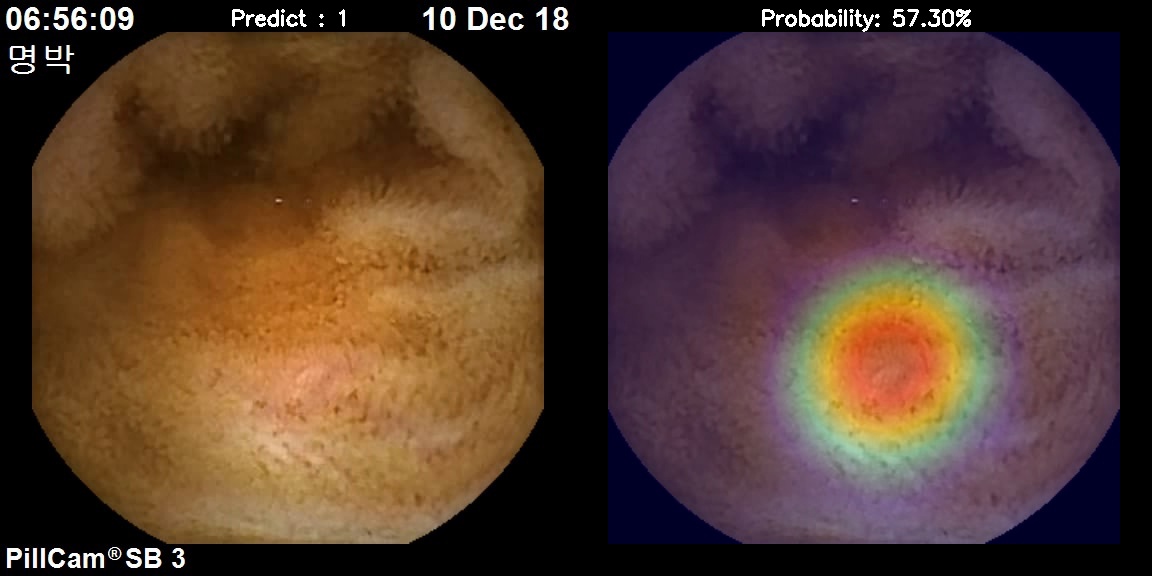 06:56:09 Predict : 1 10 Dec 18 Probability: 57.30%
명박
PillCam® SB 3